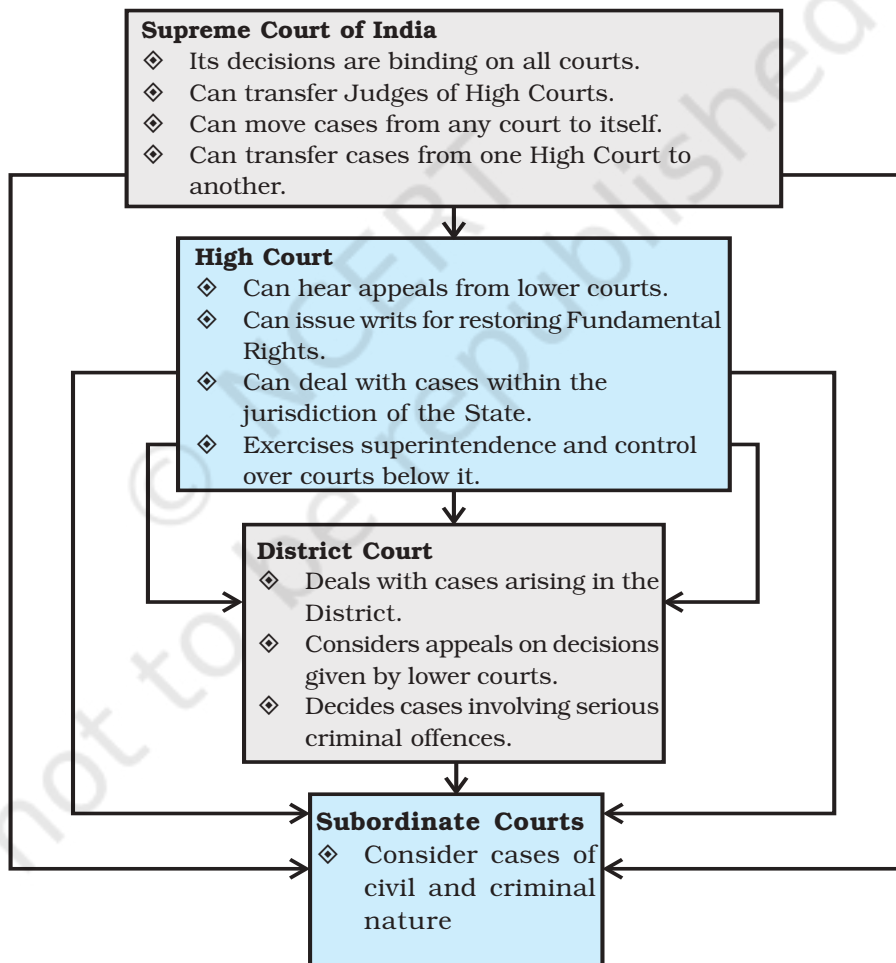 Supreme Court of India
◈ Its decisions are binding on all courts.
◈ Can transfer Judges of High Courts.
◈ Can move cases from any court to itself.
◈ Can transfer cases from one High Court to
another.
High Court
◈ Can hear appeals from lower courts.
◈ Can issue writs for restoring Fundamental
Rights.
◈ Can deal with cases within the
jurisdiction of the State.
◈ Exercises superintendence and control
over courts below it.
District Court
◈ Deals with cases arising in the
District.
◈ Considers appeals on decisions
given by lower courts.
◈ Decides cases involving serious
criminal offences.
Subordinate Courts
◈ Consider cases of
civil and criminal
nature
© NCERT
not to be republished